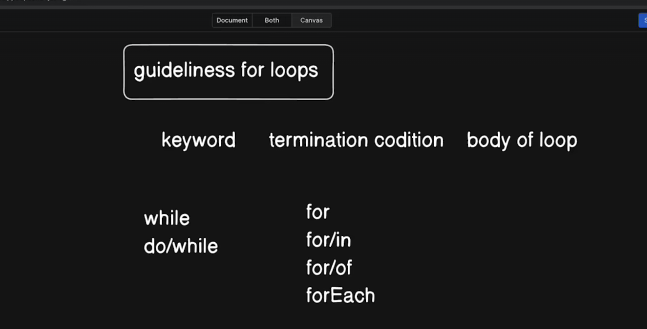 Document Both Canvas
guideliness for loops
keyword termination codition body of loop
while
do/while
for
for/in
for/of
forEach